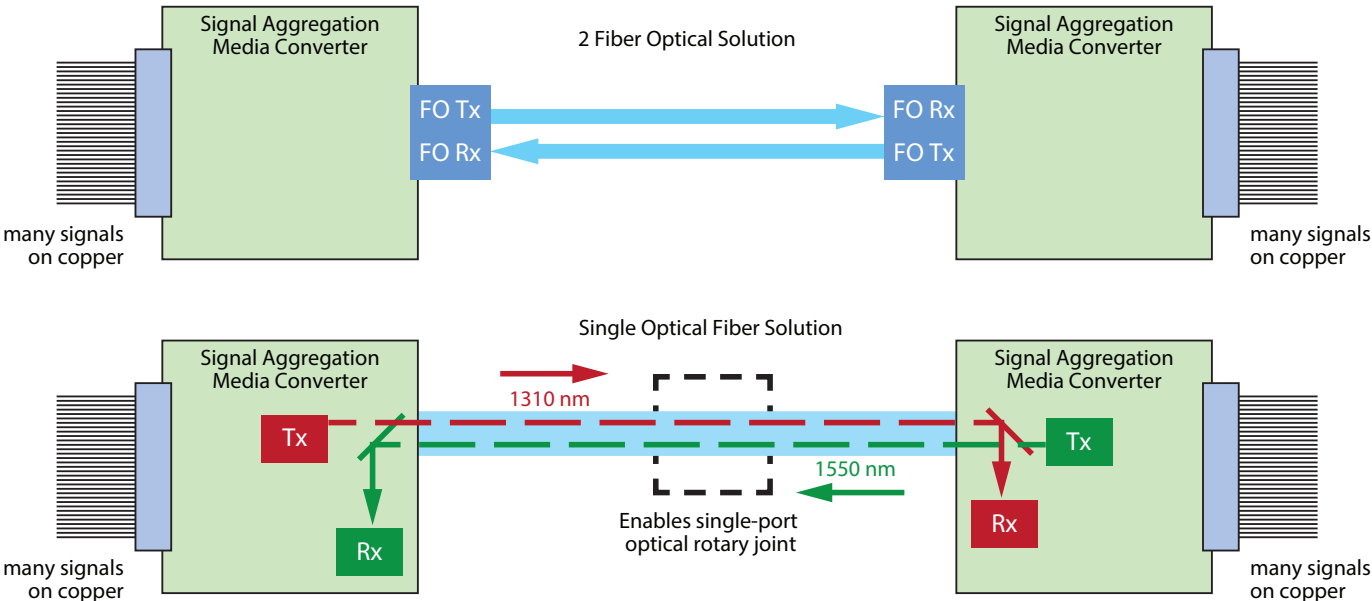 Signal Aggregation
Media Converter
2 Fiber Optical Solution
Signal Aggregation
Media Converter
FO Tx
FO Rx
FO Rx
FO Tx
many signals
on copper
many signals
on copper
Single Optical Fiber Solution
Signal Aggregation
Media Converter
Signal Aggregation
Media Converter
1310 nm
Tx
Tx
1550 nm
Rx
Rx
Enables single-port
optical rotary joint
many signals
on copper
many signals
on copper